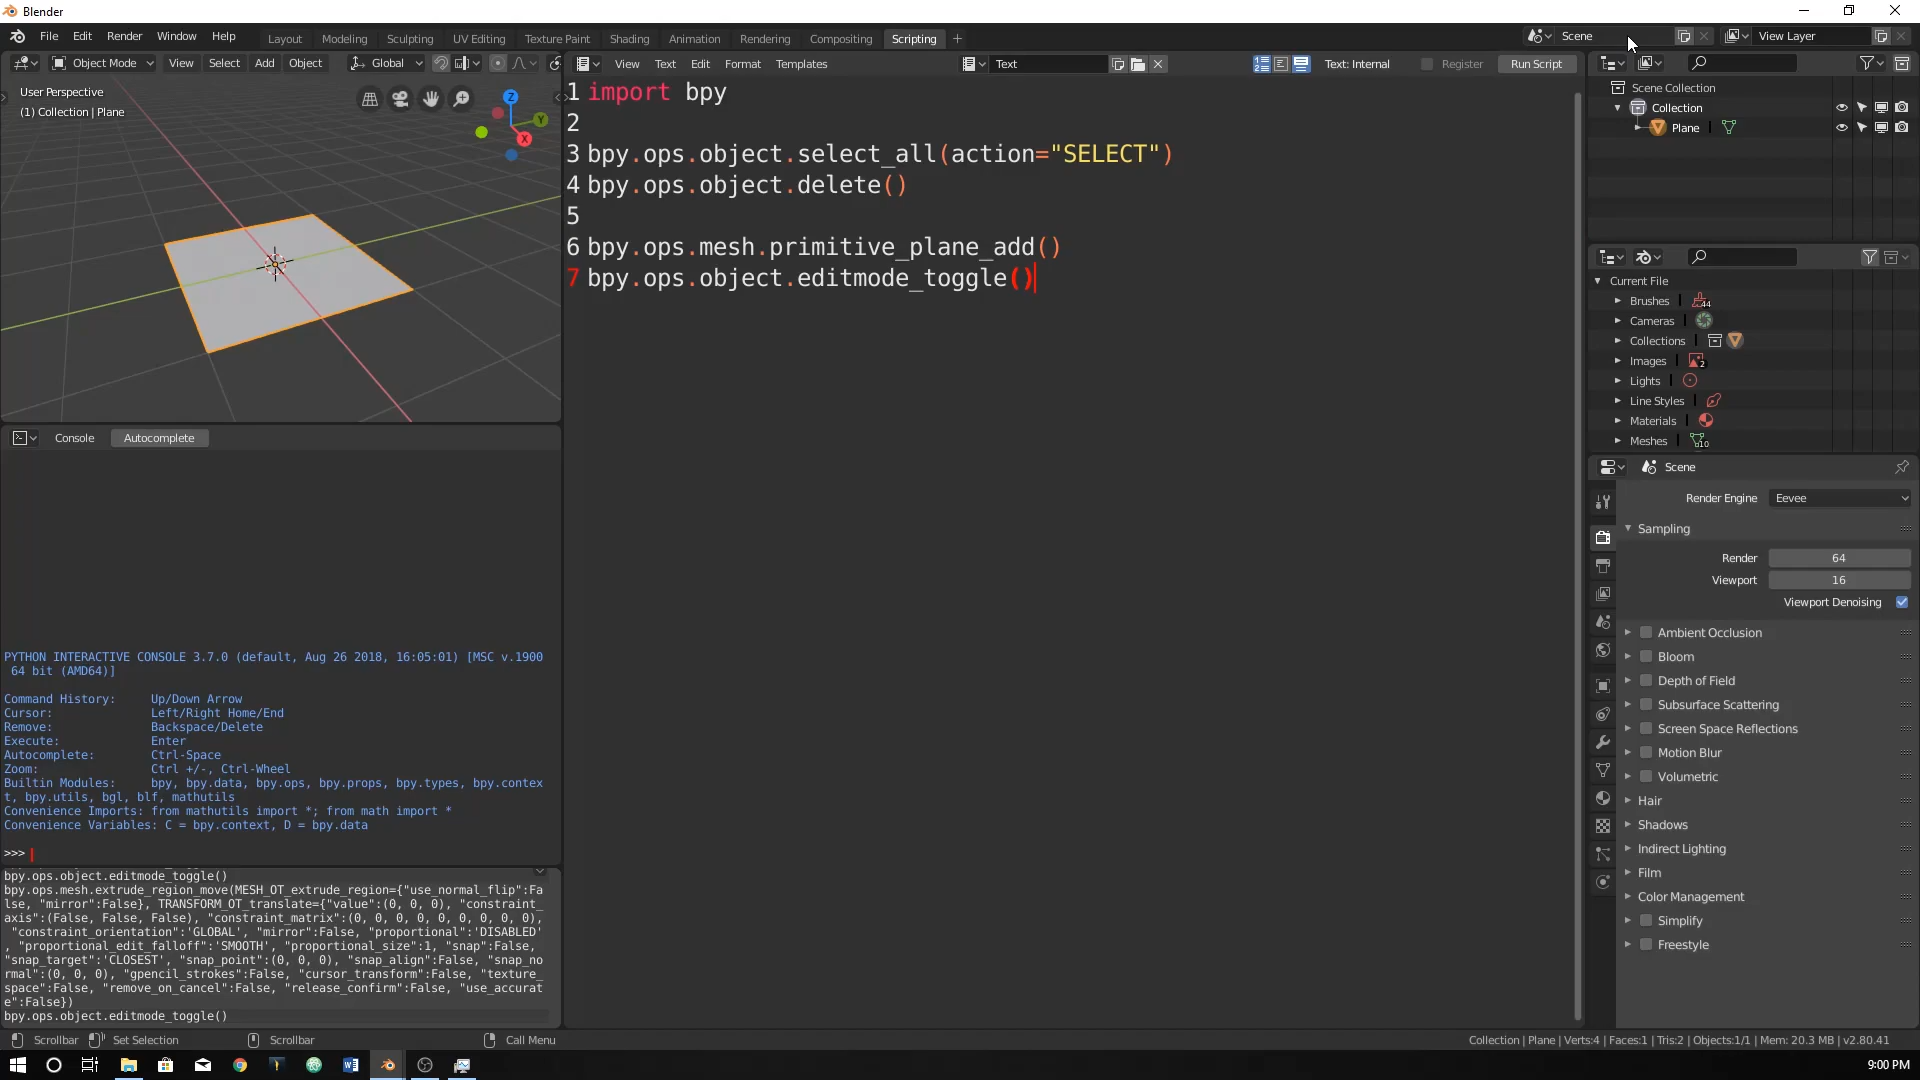 Blender
File Edit Render Window Help Layout Modeling Sculpting UV Editing Texture Paint Shading Animation Rendering Compositing Scripting + Scene View Layer
Object Mode View Select Add Object Global
View Text Edit Format Templates Text Text: Internal Register Run Script
User Perspective
(1) Collection | Plane
Z
Y
X
1 import bpy
2
3 bpy.ops.object.select_all(action="SELECT")
4 bpy.ops.object.delete()
5
6 bpy.ops.mesh.primitive_plane_add()
7 bpy.ops.object.editmode_toggle()
Scene Collection
Collection
Plane
Current File
Brushes 44
Cameras
Collections
Images 2
Lights
Line Styles
Materials
Meshes 10
Scene
Render Engine Eevee
Sampling
Render 64
Viewport 16
Viewport Denoising
Ambient Occlusion
Bloom
Depth of Field
Subsurface Scattering
Screen Space Reflections
Motion Blur
Volumetric
Hair
Shadows
Indirect Lighting
Film
Color Management
Simplify
Freestyle
Console Autocomplete
PYTHON INTERACTIVE CONSOLE 3.7.0 (default, Aug 26 2018, 16:05:01) [MSC v.1900
64 bit (AMD64)]
Command History: Up/Down Arrow
Cursor: Left/Right Home/End
Remove: Backspace/Delete
Execute: Enter
Autocomplete: Ctrl-Space
Zoom: Ctrl +/-, Ctrl-Wheel
Builtin Modules: bpy, bpy.data, bpy.ops, bpy.props, bpy.types, bpy.contex
t, bpy.utils, bgl, blf, mathutils
Convenience Imports: from mathutils import *; from math import *
Convenience Variables: C = bpy.context, D = bpy.data
>>>
bpy.ops.object.editmode_toggle()
bpy.ops.mesh.extrude_region_move(MESH_OT_extrude_region={"use_normal_flip":Fa
lse, "mirror":False}, TRANSFORM_OT_translate={"value":(0, 0, 0), "constraint_
axis":(False, False, False), "constraint_matrix":(0, 0, 0, 0, 0, 0, 0, 0, 0),
"constraint_orientation":'GLOBAL', "mirror":False, "proportional":'DISABLED'
, "proportional_edit_falloff":'SMOOTH', "proportional_size":1, "snap":False,
"snap_target":'CLOSEST', "snap_point":(0, 0, 0), "snap_align":False, "snap_no
rmal":(0, 0, 0), "gpencil_strokes":False, "cursor_transform":False, "texture_
space":False, "remove_on_cancel":False, "release_confirm":False, "use_accurat
e":False})
bpy.ops.object.editmode_toggle()
Scrollbar Set Selection Scrollbar Call Menu Collection | Plane | Verts:4 | Faces:1 | Tris:2 | Objects:1/1 | Mem: 20.3 MB | v2.80.41
9:00 PM